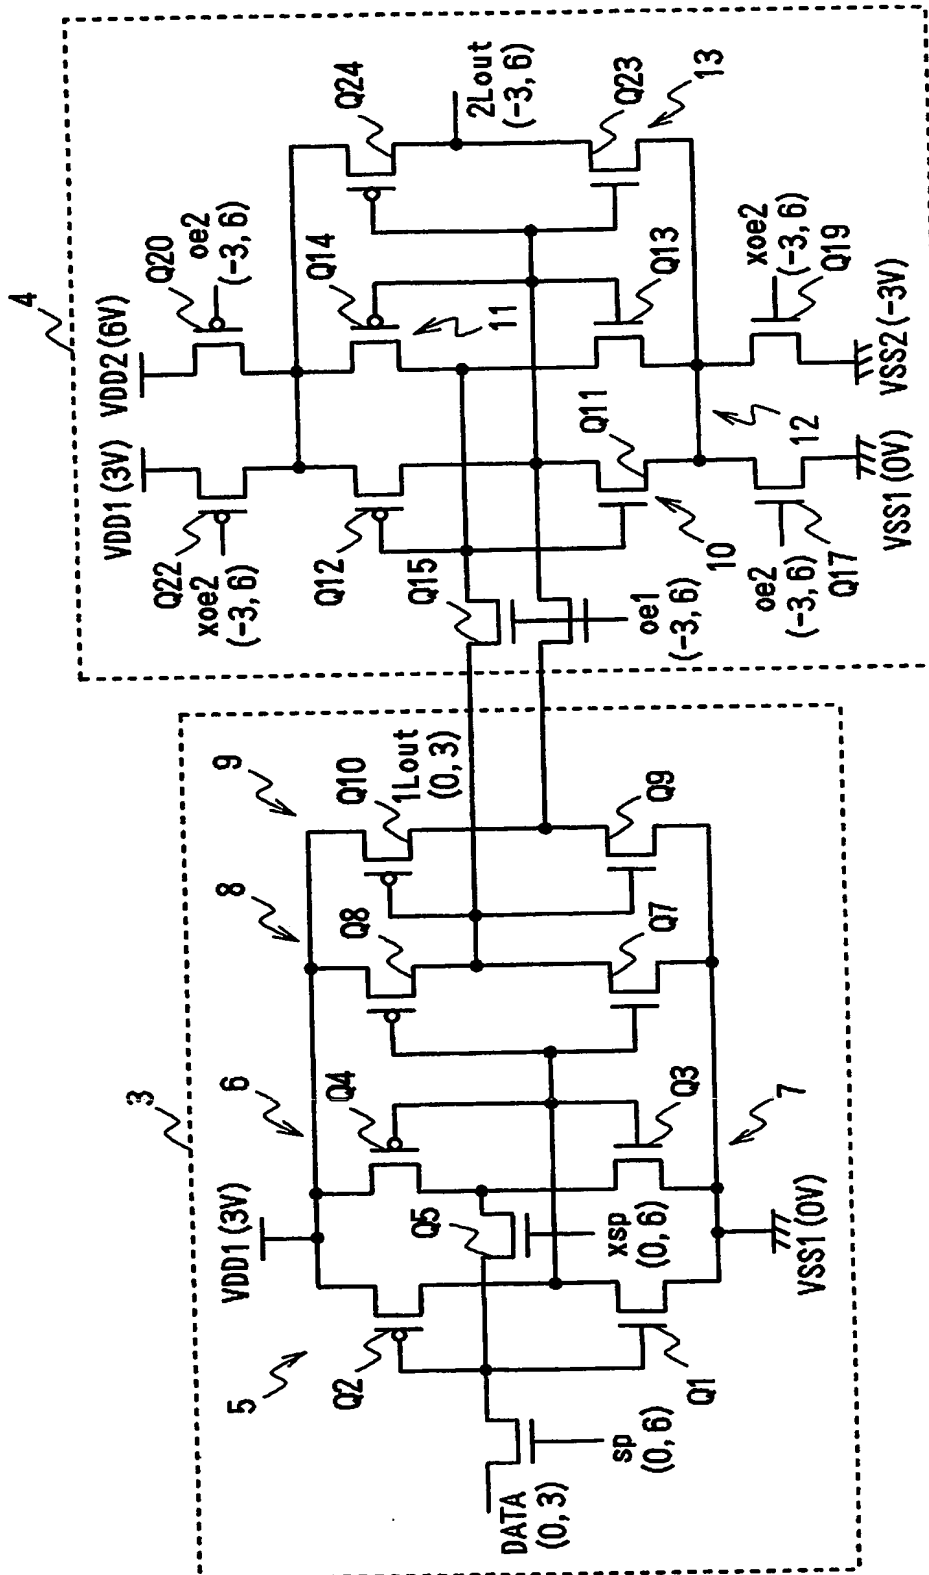 3
5
6
8
9
VDD1 (3V)
Q2
Q4
Q8
Q10
1Lout
(0, 3)
Q5
DATA
(0, 3)
sp
(0, 6)
xsp
(0, 6)
Q1
Q3
Q7
Q9
7
VSS1 (0V)
4
VDD1 (3V)
VDD2 (6V)
Q22
xoe2
(-3, 6)
Q20
oe2
(-3, 6)
Q12
Q14
Q24
11
Q15
2Lout
(-3, 6)
oe1
(-3, 6)
10
Q11
Q13
Q23
13
12
oe2
(-3, 6)
Q17
xoe2
(-3, 6)
Q19
VSS1 (0V)
VSS2 (-3V)